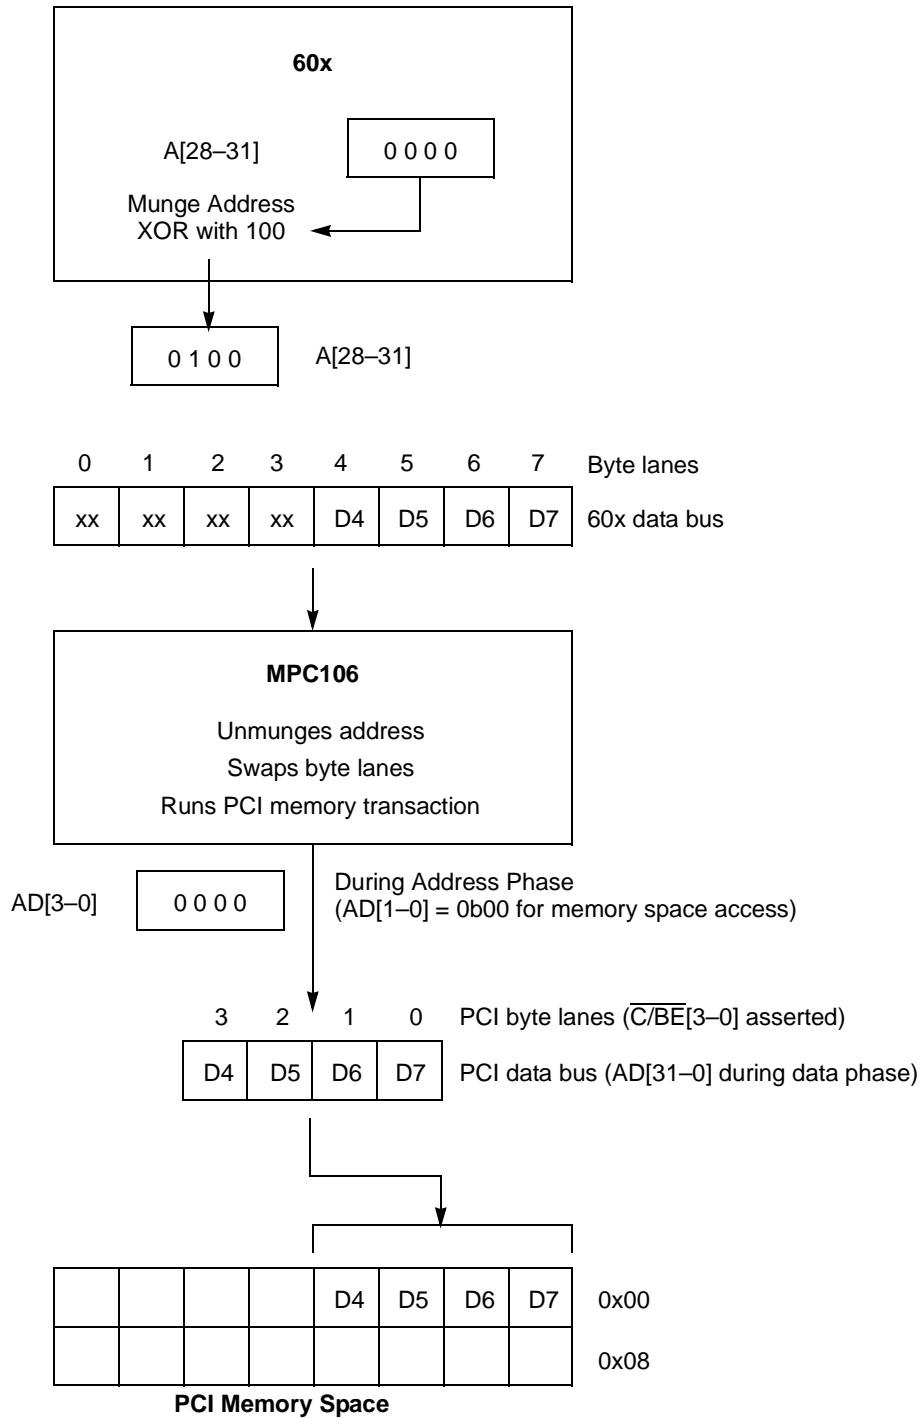 60x
A[28–31] 0 0 0 0
Munge Address
XOR with 100
0 1 0 0 A[28–31]
0 1 2 3 4 5 6 7 Byte lanes
xx xx xx xx D4 D5 D6 D7 60x data bus
MPC106
Unmunges address
Swaps byte lanes
Runs PCI memory transaction
AD[3–0] 0 0 0 0 During Address Phase
(AD[1–0] = 0b00 for memory space access)
3 2 1 0 PCI byte lanes (C/BE[3–0] asserted)
D4 D5 D6 D7 PCI data bus (AD[31–0] during data phase)
D4 D5 D6 D7 0x00
0x08
PCI Memory Space